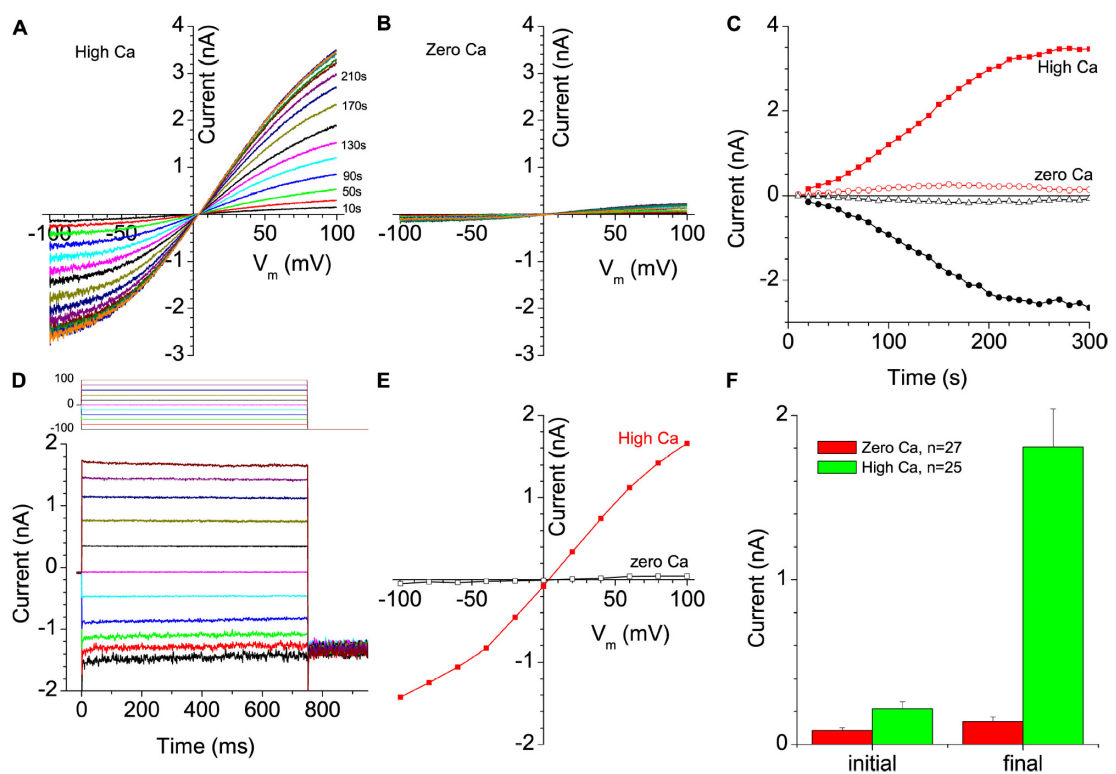 A
High Ca
Current (nA)
4
3
2
1
-1
-2
-3
-100
-50
50
100
Vm (mV)
210s
170s
130s
90s
50s
10s
B
Zero Ca
Current (nA)
4
3
2
1
-1
-2
-3
-100
-50
50
100
Vm (mV)
C
Current (nA)
4
2
0
-2
High Ca
zero Ca
0
100
200
300
Time (s)
D
100
0
-100
Current (nA)
2
1
0
-1
-2
0
200
400
600
800
Time (ms)
E
Current (nA)
2
1
-1
-2
High Ca
zero Ca
-100
-50
0
50
100
Vm (mV)
F
Current (nA)
2
1
0
Zero Ca, n=27
High Ca, n=25
initial
final